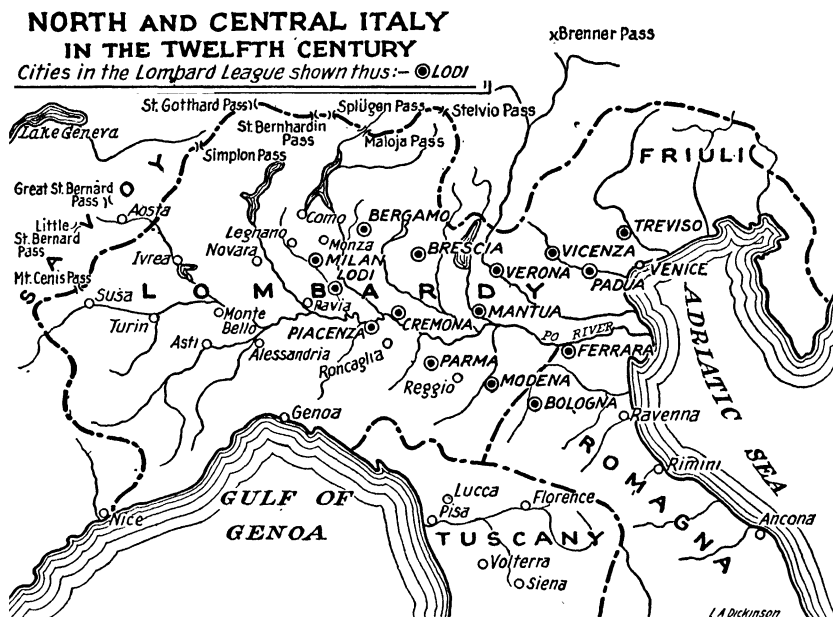 NORTH AND CENTRAL ITALY
IN THE TWELFTH CENTURY
Cities in the Lombard League shown thus:- LODI
xBrenner Pass
St. Gotthard Pass
Splügen Pass
Stelvio Pass
St. Bernhardin
Pass
Maloja Pass
Lake Geneva
Simplon Pass
FRIULI
Great St. Bernard
Pass
Aosta
Como
BERGAMO
TREVISO
Little
St. Bernard
Pass
Legnano
Monza
BRESCIA
VICENZA
Ivrea
Novara
MILAN
VERONA
VENICE
PADUA
Mt. Cenis Pass
LODI
SAVOY
LOMBARDY
Susa
Pavia
Monte
Bello
MANTUA
Turin
PIACENZA
CREMONA
PO RIVER
Asti
Alessandria
Roncaglia
FERRARA
PARMA
Reggio
MODENA
BOLOGNA
ADRIATIC SEA
Genoa
Ravenna
ROMAGNA
Rimini
GULF OF
GENOA
Lucca
Florence
Nice
Pisa
Ancona
TUSCANY
Volterra
Siena
L A Dickinson